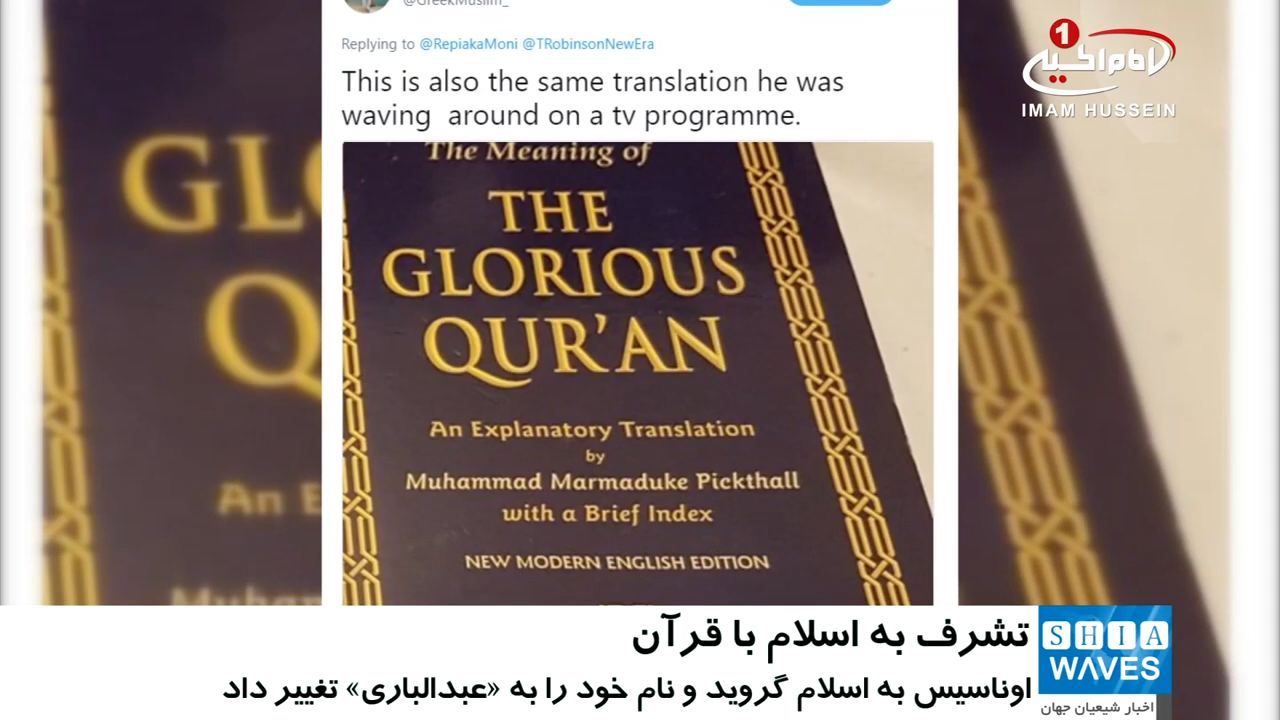 @GreekMuslim_
Replying to @RepiakaMoni @TRobinsonNewEra
This is also the same translation he was
waving around on a tv programme.
The Meaning of
THE
GLORIOUS
QUR'AN
An Explanatory Translation
by
Muhammad Marmaduke Pickthall
with a Brief Index
NEW MODERN ENGLISH EDITION
1
IMAM HUSSEIN
تشرف به اسلام با قرآن
اوناسیس به اسلام گروید و نام خود را به «عبدالباری» تغییر داد
SHIA
WAVES
اخبار شیعیان جهان